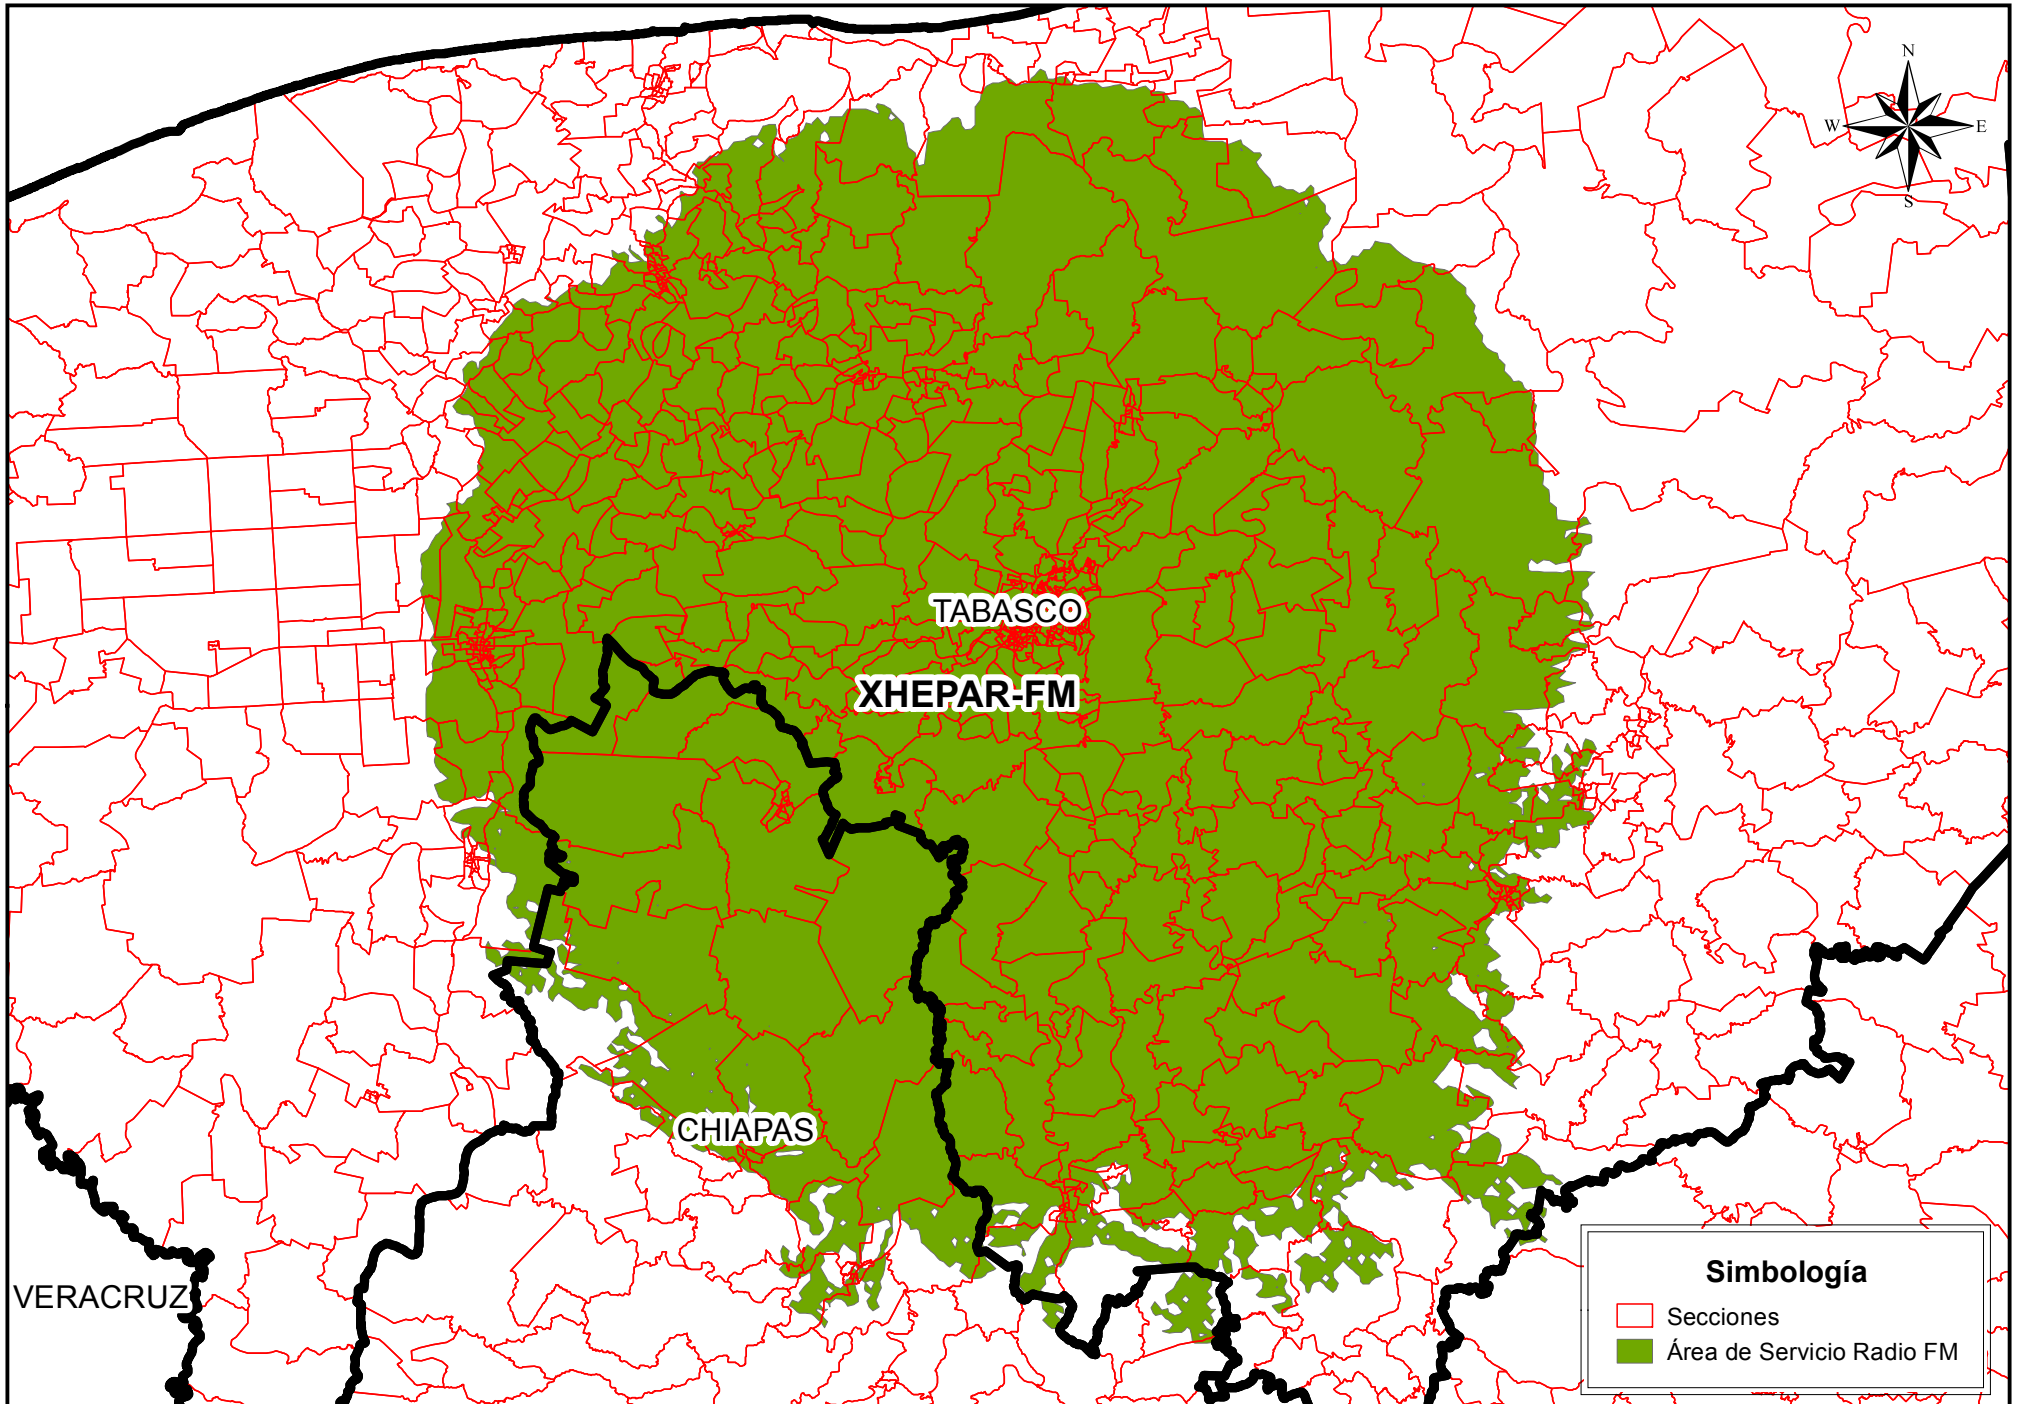 N
W E
S
TABASCO
XHEPAR-FM
CHIAPAS
VERACRUZ
Simbología
Secciones
Área de Servicio Radio FM